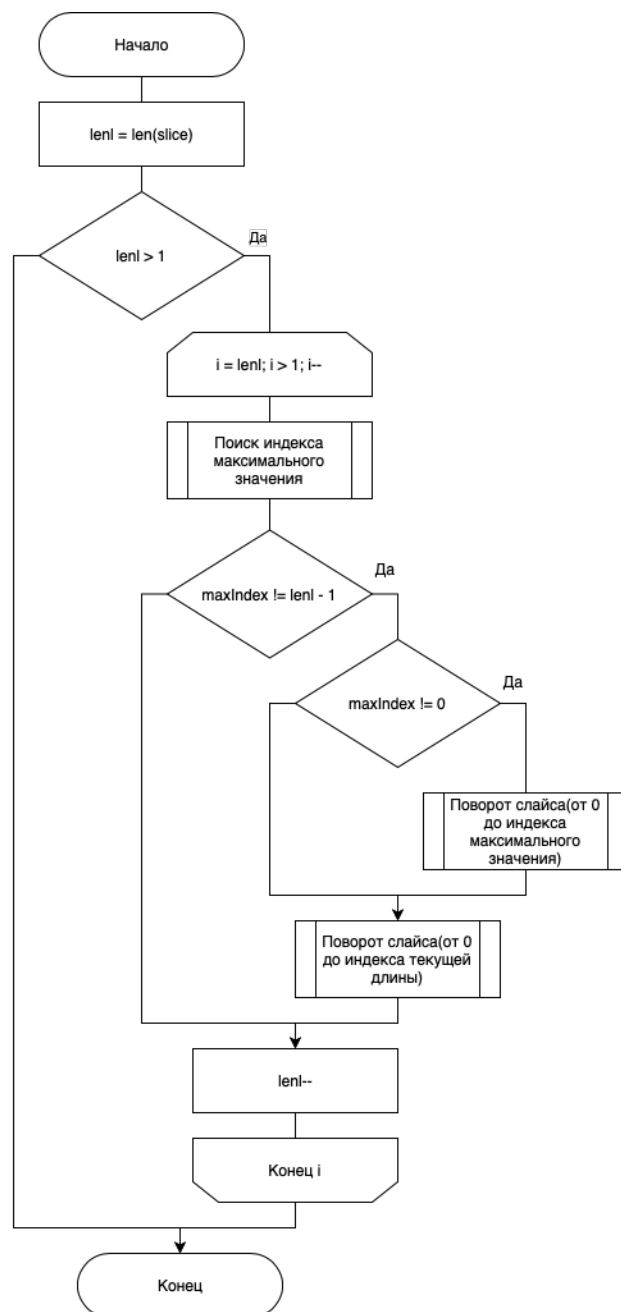 Начало
lenl = len(slice)
Да
lenl > 1
i = lenl; i > 1; i--
Поиск индекса
максимального
значения
Да
maxIndex != lenl - 1
Да
maxIndex != 0
Поворот слайса(от 0
до индекса
максимального
значения)
Поворот слайса(от 0
до индекса текущей
длины)
lenl--
Конец i
Конец